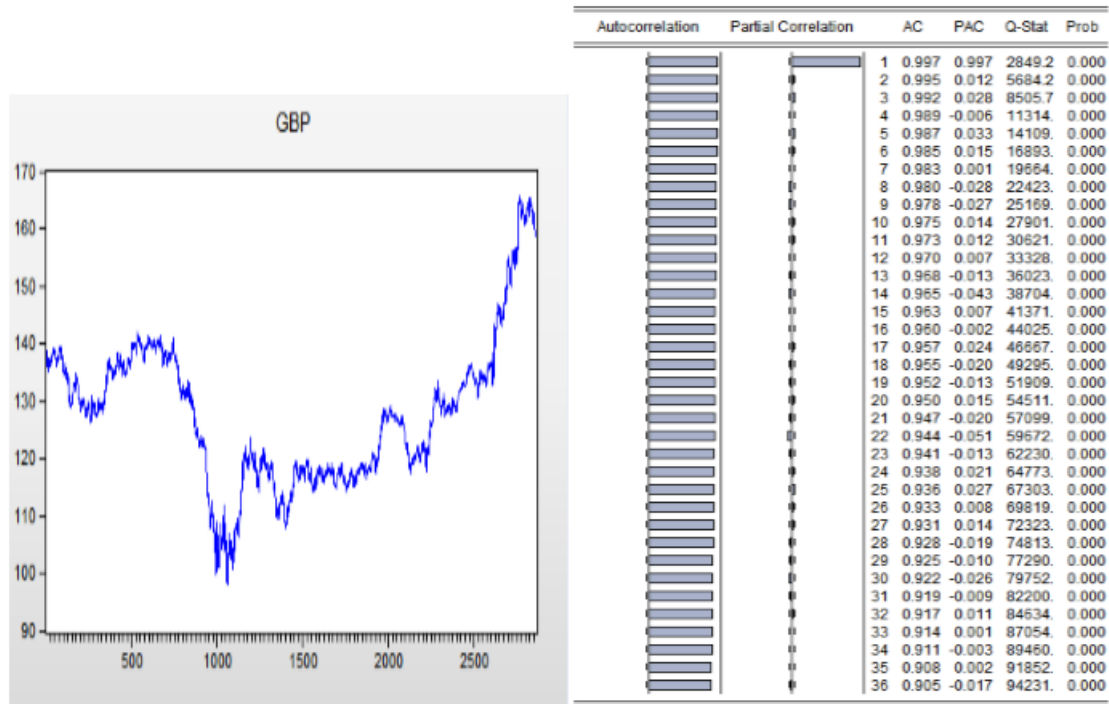 GBP
170
160
150
140
130
120
110
100
90
500 1000 1500 2000 2500
Autocorrelation Partial Correlation AC PAC Q-Stat Prob
1 0.997 0.997 2849.2 0.000
2 0.995 0.012 5684.2 0.000
3 0.992 0.028 8505.7 0.000
4 0.989 -0.006 11314. 0.000
5 0.987 0.033 14109. 0.000
6 0.985 0.015 16893. 0.000
7 0.983 0.001 19664. 0.000
8 0.980 -0.028 22423. 0.000
9 0.978 -0.027 25169. 0.000
10 0.975 0.014 27901. 0.000
11 0.973 0.012 30621. 0.000
12 0.970 0.007 33328. 0.000
13 0.968 -0.013 36023. 0.000
14 0.965 -0.043 38704. 0.000
15 0.963 0.007 41371. 0.000
16 0.960 -0.002 44025. 0.000
17 0.957 0.024 46667. 0.000
18 0.955 -0.020 49295. 0.000
19 0.952 -0.013 51909. 0.000
20 0.950 0.015 54511. 0.000
21 0.947 -0.020 57099. 0.000
22 0.944 -0.051 59672. 0.000
23 0.941 -0.013 62230. 0.000
24 0.938 0.021 64773. 0.000
25 0.936 0.027 67303. 0.000
26 0.933 0.008 69819. 0.000
27 0.931 0.014 72323. 0.000
28 0.928 -0.019 74813. 0.000
29 0.925 -0.010 77290. 0.000
30 0.922 -0.026 79752. 0.000
31 0.919 -0.009 82200. 0.000
32 0.917 0.011 84634. 0.000
33 0.914 0.001 87054. 0.000
34 0.911 -0.003 89460. 0.000
35 0.908 0.002 91852. 0.000
36 0.905 -0.017 94231. 0.000